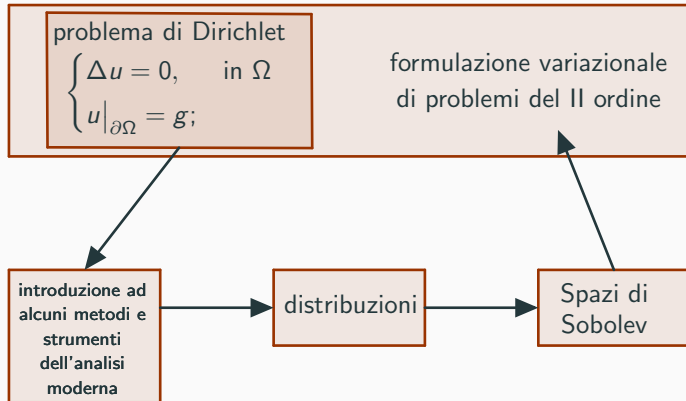 problema di Dirichlet
Δu = 0, in Ω
u|∂Ω = g;
formulazione variazionale
di problemi del II ordine
introduzione ad
alcuni metodi e
strumenti
dell'analisi
moderna
distribuzioni
Spazi di
Sobolev